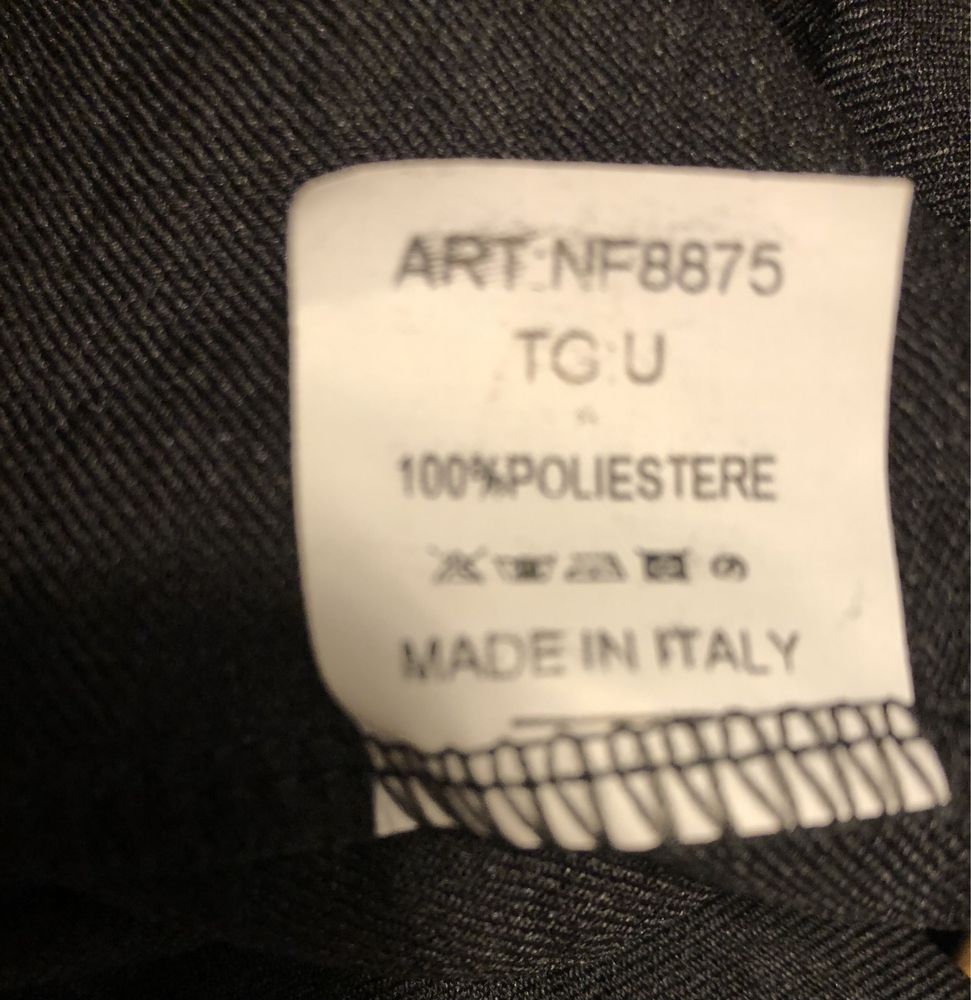 ART:NF8875
TG:U
100%POLIESTERE
MADE IN ITALY